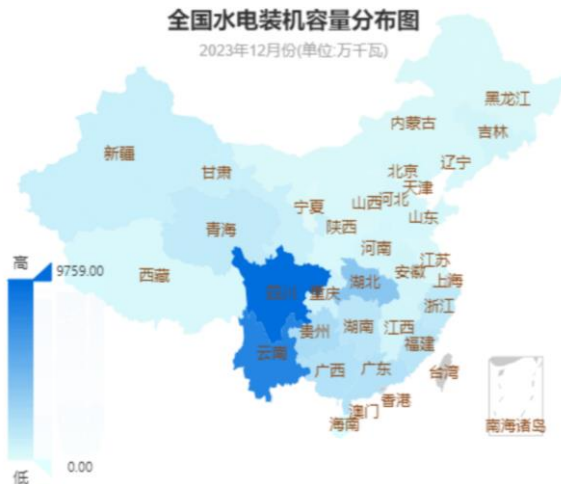 全国水电装机容量分布图
2023年12月份(单位:万千瓦)
黑龙江
内蒙古
吉林
新疆
甘肃
北京
辽宁
天津
宁夏
山西
河北
山东
青海
陕西
河南
高
9759.00
西藏
四川
重庆
湖北
安徽
江苏
上海
浙江
云南
贵州
湖南
江西
福建
广西
广东
台湾
香港
澳门
海南
南海诸岛
0.00
低